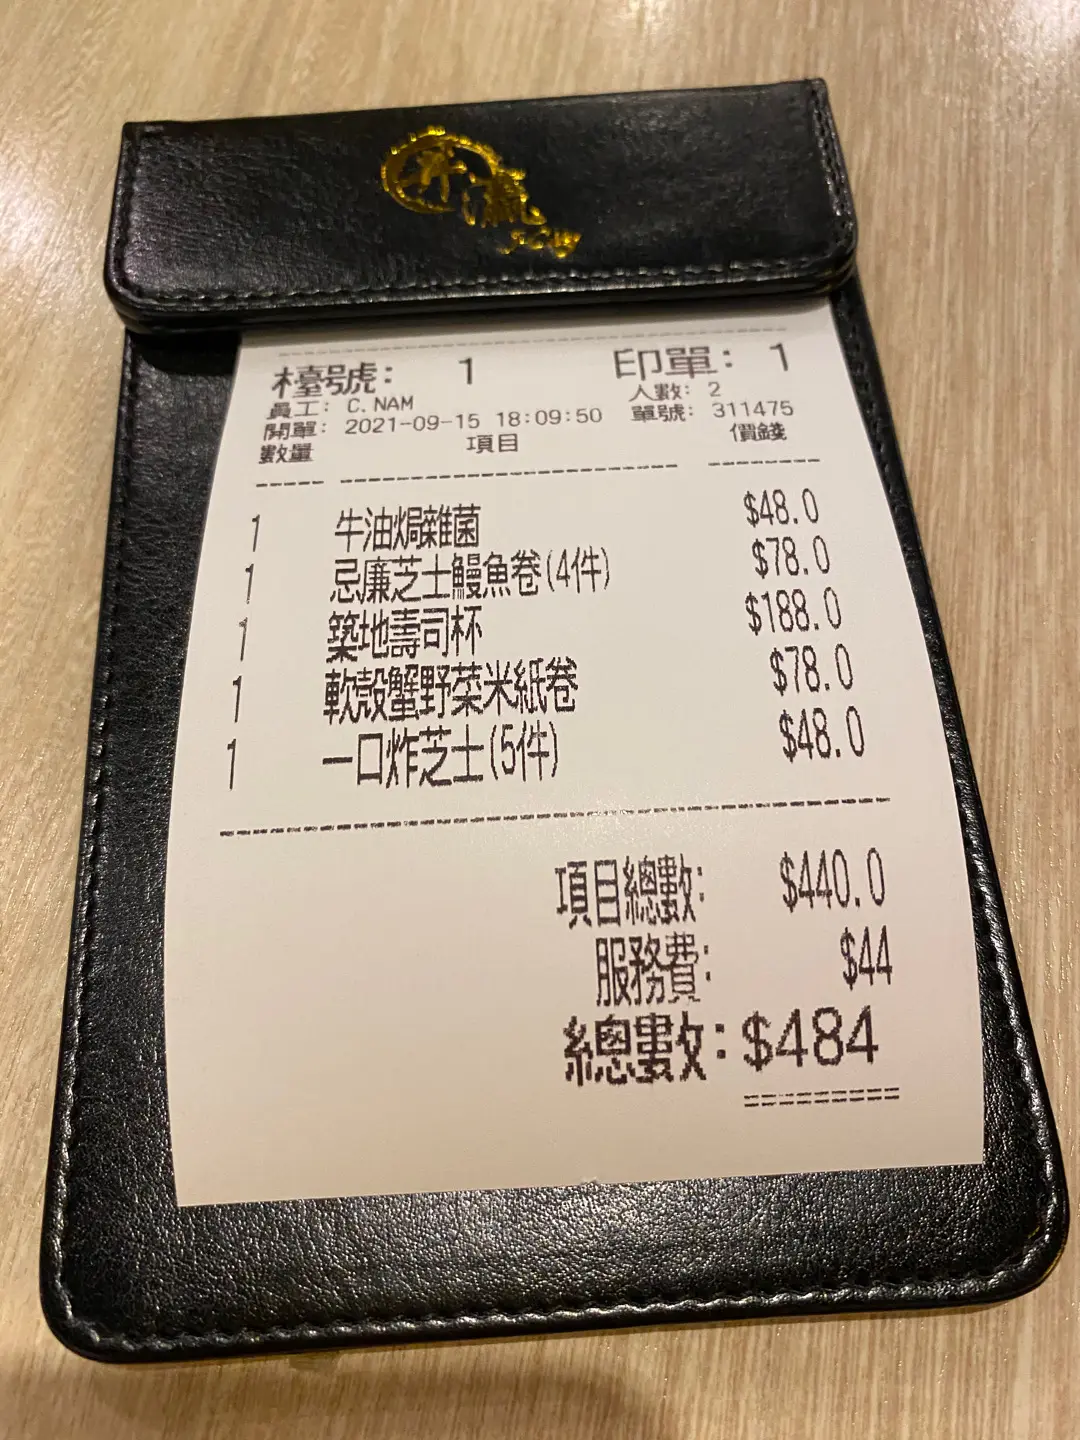 檯號: 1 印單: 1
員工: C.NAM 人數: 2
開單: 2021-09-15 18:09:50 單號: 311475
數量 項目 價錢
1 牛油焗雜菌 $48.0
1 忌廉芝士鰻魚卷(4件) $78.0
1 築地壽司杯 $188.0
1 軟殼蟹野菜米紙卷 $78.0
1 一口炸芝士(5件) $48.0
項目總數: $440.0
服務費: $44
總數: $484